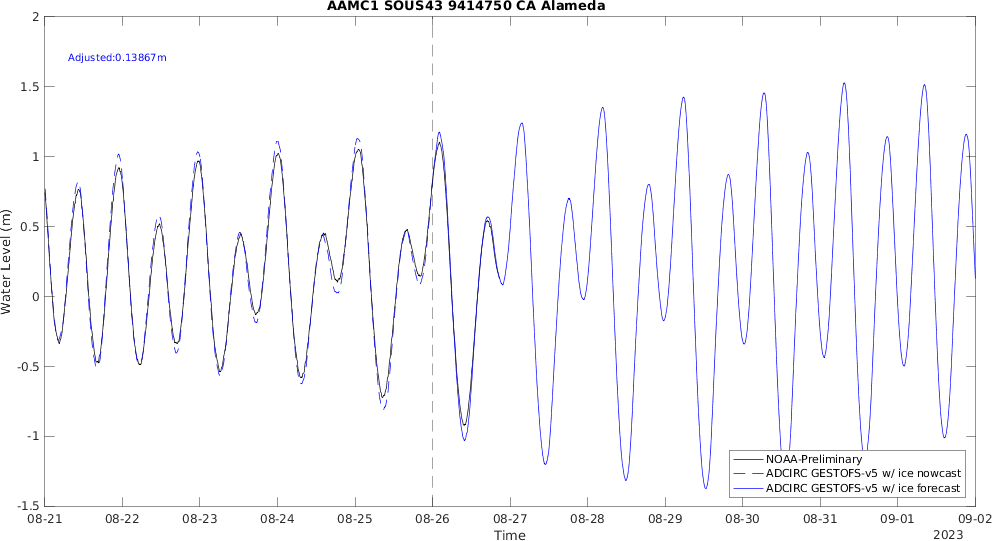 AAMC1 SOUS43 9414750 CA Alameda
2
Adjusted:0.13867m
1.5
1
0.5
0
-0.5
-1
-1.5
Water Level (m)
NOAA-Preliminary
ADCIRC GESTOFS-v5 w/ ice nowcast
ADCIRC GESTOFS-v5 w/ ice forecast
08-21 08-22 08-23 08-24 08-25 08-26 08-27 08-28 08-29 08-30 08-31 09-01 09-02
Time
2023